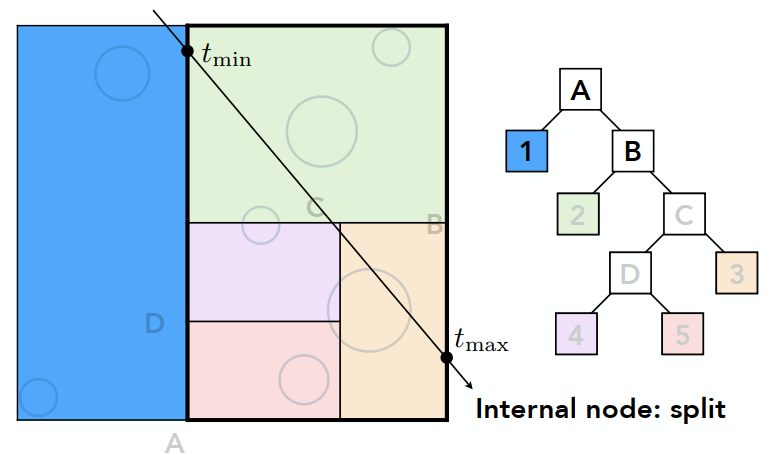 t_min
C
B
D
t_max
A
A
1
B
2
C
D
3
4
5
Internal node: split